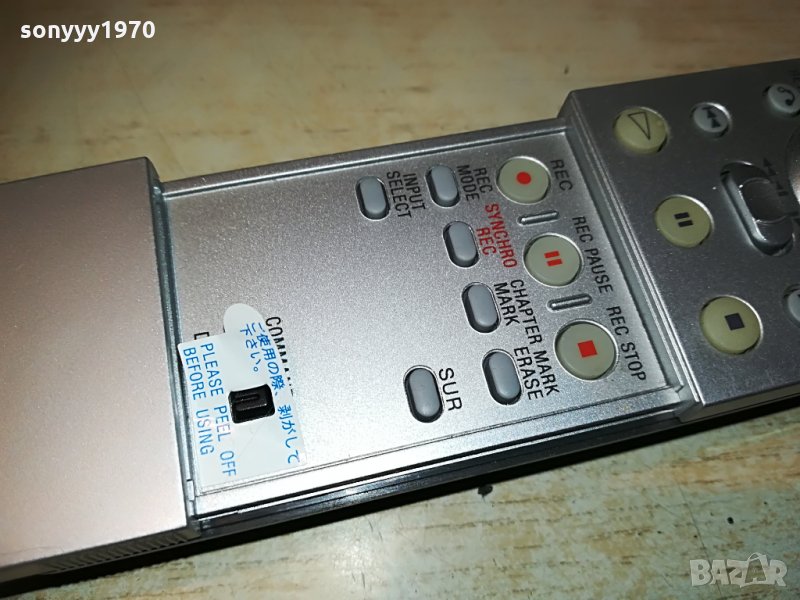 sonyyy1970
REC
REC PAUSE
REC STOP
REC
MODE
INPUT
SELECT
SYNCHRO
REC
CHAPTER
MARK
MARK
ERASE
SUR
ご使用の際 剥がして
下さい。
PLEASE PEEL OFF
BEFORE USING
BAZAR